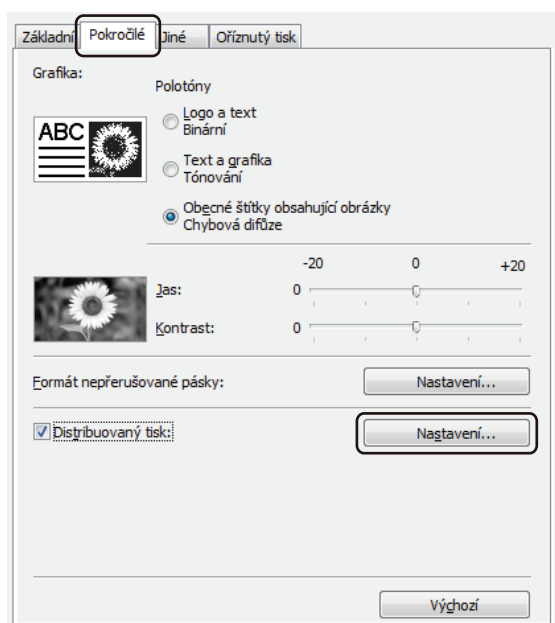 Základní Pokročilé Jiné Oříznutý tisk
Grafika:
Polotóny
ABC
Logo a text
Binární
Text a grafika
Tónování
Obecné štítky obsahující obrázky
Chybová difůze
-20 0 +20
Jas: 0
Kontrast: 0
Formát nepřerušované pásky: Nastavení...
Distribuovaný tisk: Nastavení...
Výchozí